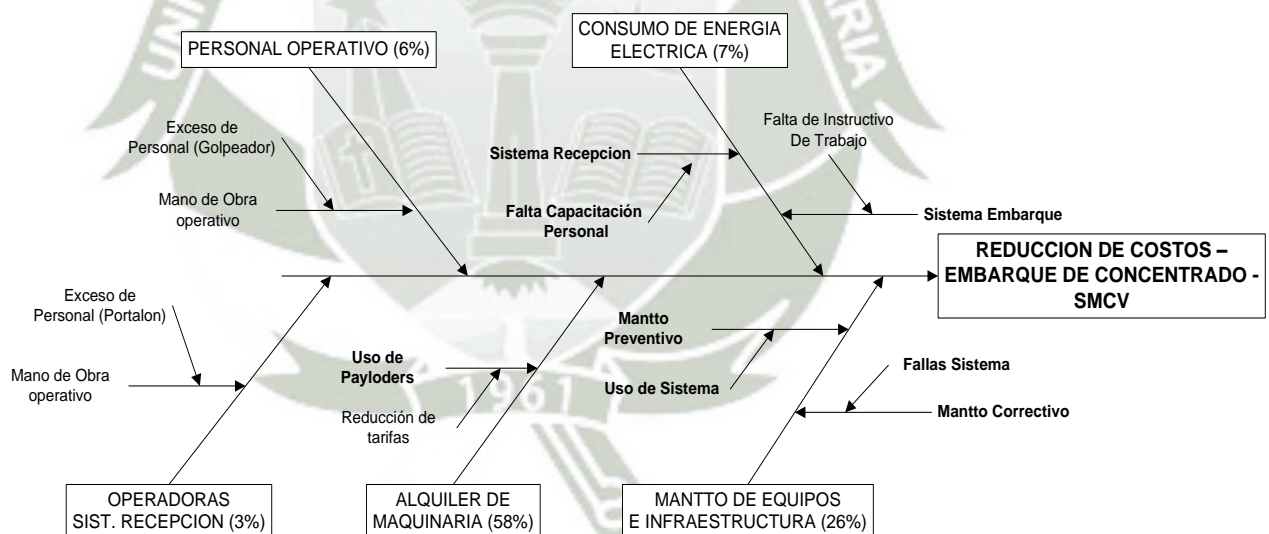 PERSONAL OPERATIVO (6%)
CONSUMO DE ENERGIA
ELECTRICA (7%)
Exceso de
Personal (Golpeador)
Mano de Obra
operativo
Sistema Recepcion
Falta Capacitación
Personal
Falta de Instructivo
De Trabajo
Sistema Embarque
REDUCCION DE COSTOS –
EMBARQUE DE CONCENTRADO -
SMCV
Exceso de
Personal (Portalon)
Mano de Obra
operativo
Uso de
Payloders
Reducción de
tarifas
Mantto
Preventivo
Uso de Sistema
Fallas Sistema
Mantto Correctivo
OPERADORAS
SIST. RECEPCION (3%)
ALQUILER DE
MAQUINARIA (58%)
MANTTO DE EQUIPOS
E INFRAESTRUCTURA (26%)
1961